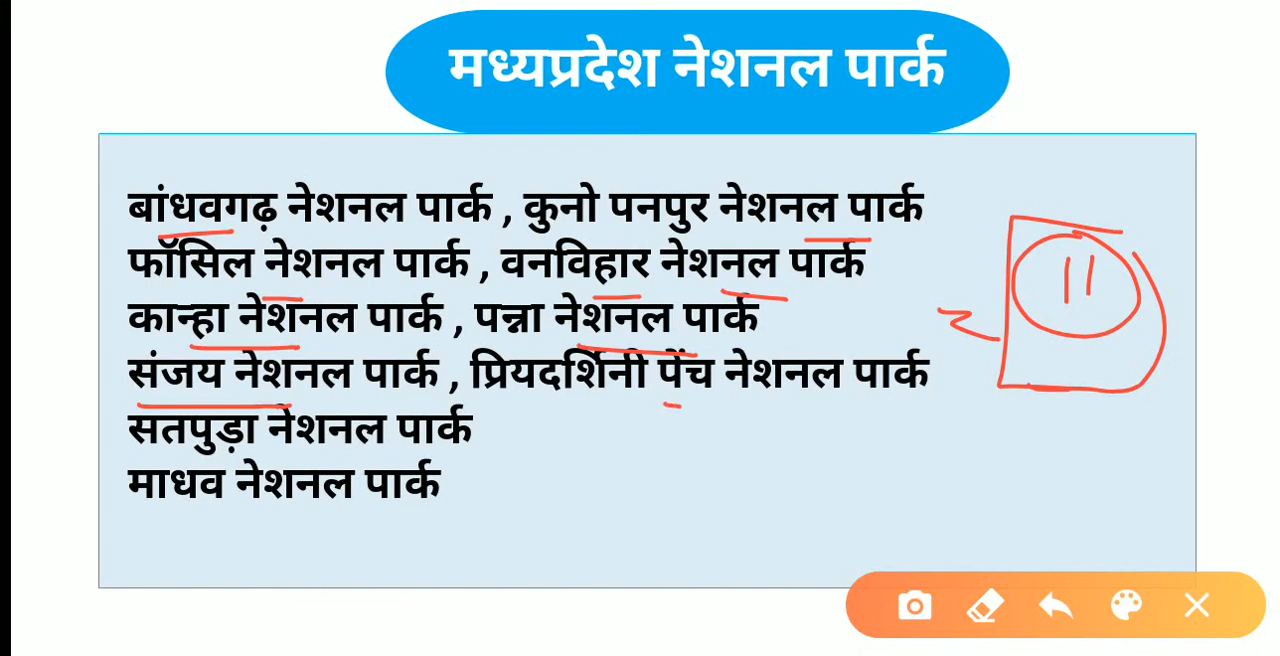 मध्यप्रदेश नेशनल पार्क
बांधवगढ़ नेशनल पार्क , कुनो पनपुर नेशनल पार्क
फॉसिल नेशनल पार्क , वनविहार नेशनल पार्क
11
कान्हा नेशनल पार्क , पन्ना नेशनल पार्क
संजय नेशनल पार्क , प्रियदर्शिनी पेंच नेशनल पार्क
सतपुड़ा नेशनल पार्क
माधव नेशनल पार्क